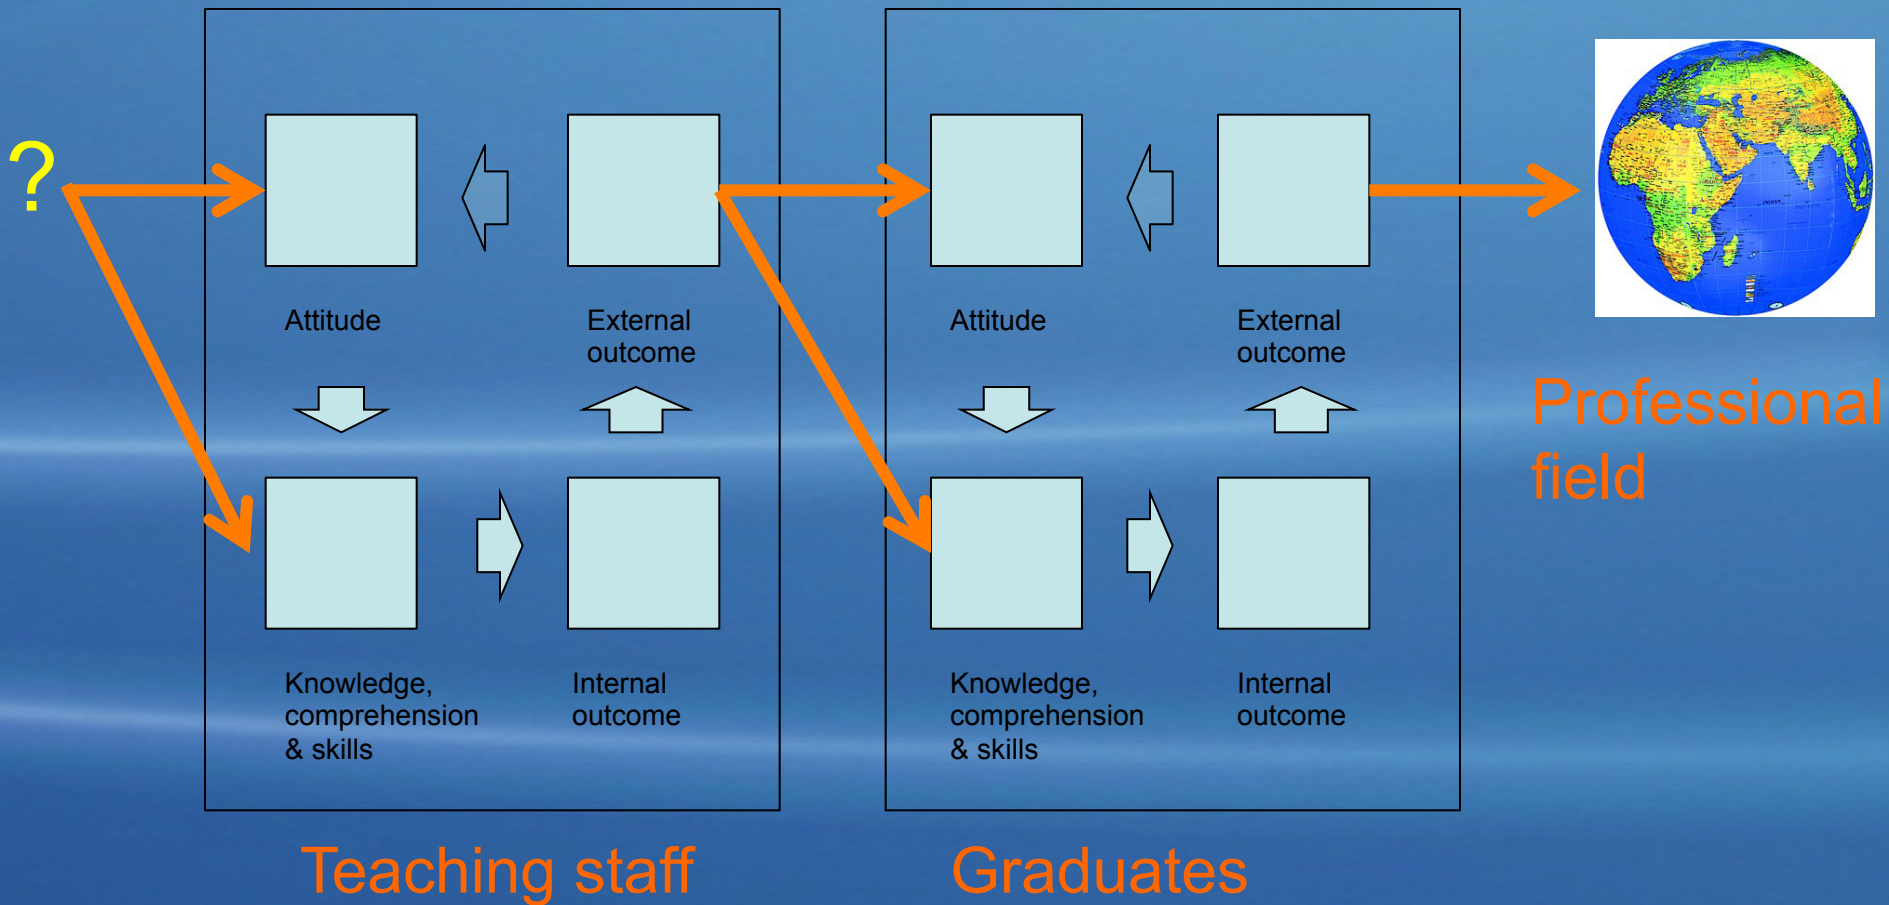 ?
Attitude
External
outcome
Knowledge,
comprehension
& skills
Internal
outcome
Teaching staff
Attitude
External
outcome
Knowledge,
comprehension
& skills
Internal
outcome
Graduates
Professional
field